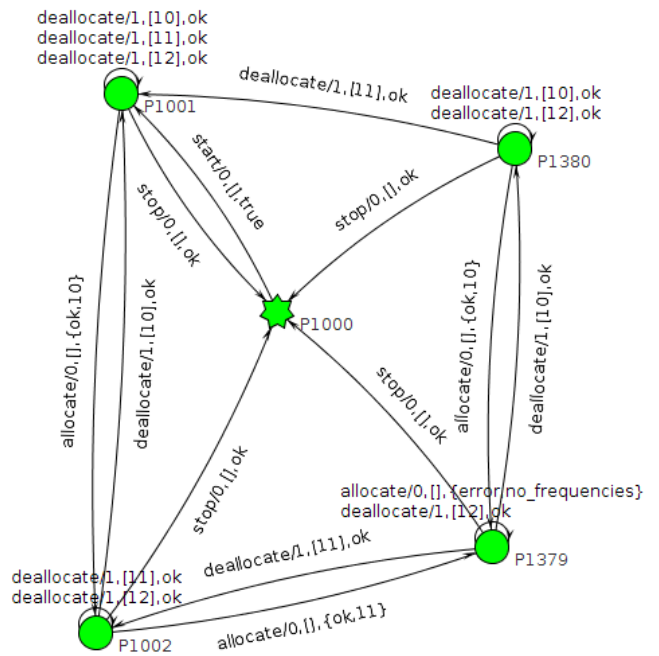 deallocate/1,[10],ok
deallocate/1,[11],ok
deallocate/1,[12],ok
P1001
deallocate/1,[11],ok
deallocate/1,[10],ok
deallocate/1,[12],ok
P1380
start/0,[],true
stop/0,[],ok
stop/0,[],ok
P1000
allocate/0,[],{ok,10}
deallocate/1,[10],ok
allocate/0,[],{ok,10}
deallocate/1,[10],ok
stop/0,[],ok
stop/0,[],ok
allocate/0,[],{error,no_frequencies}
deallocate/1,[12],ok
P1379
deallocate/1,[11],ok
deallocate/1,[11],ok
deallocate/1,[12],ok
allocate/0,[],{ok,11}
P1002